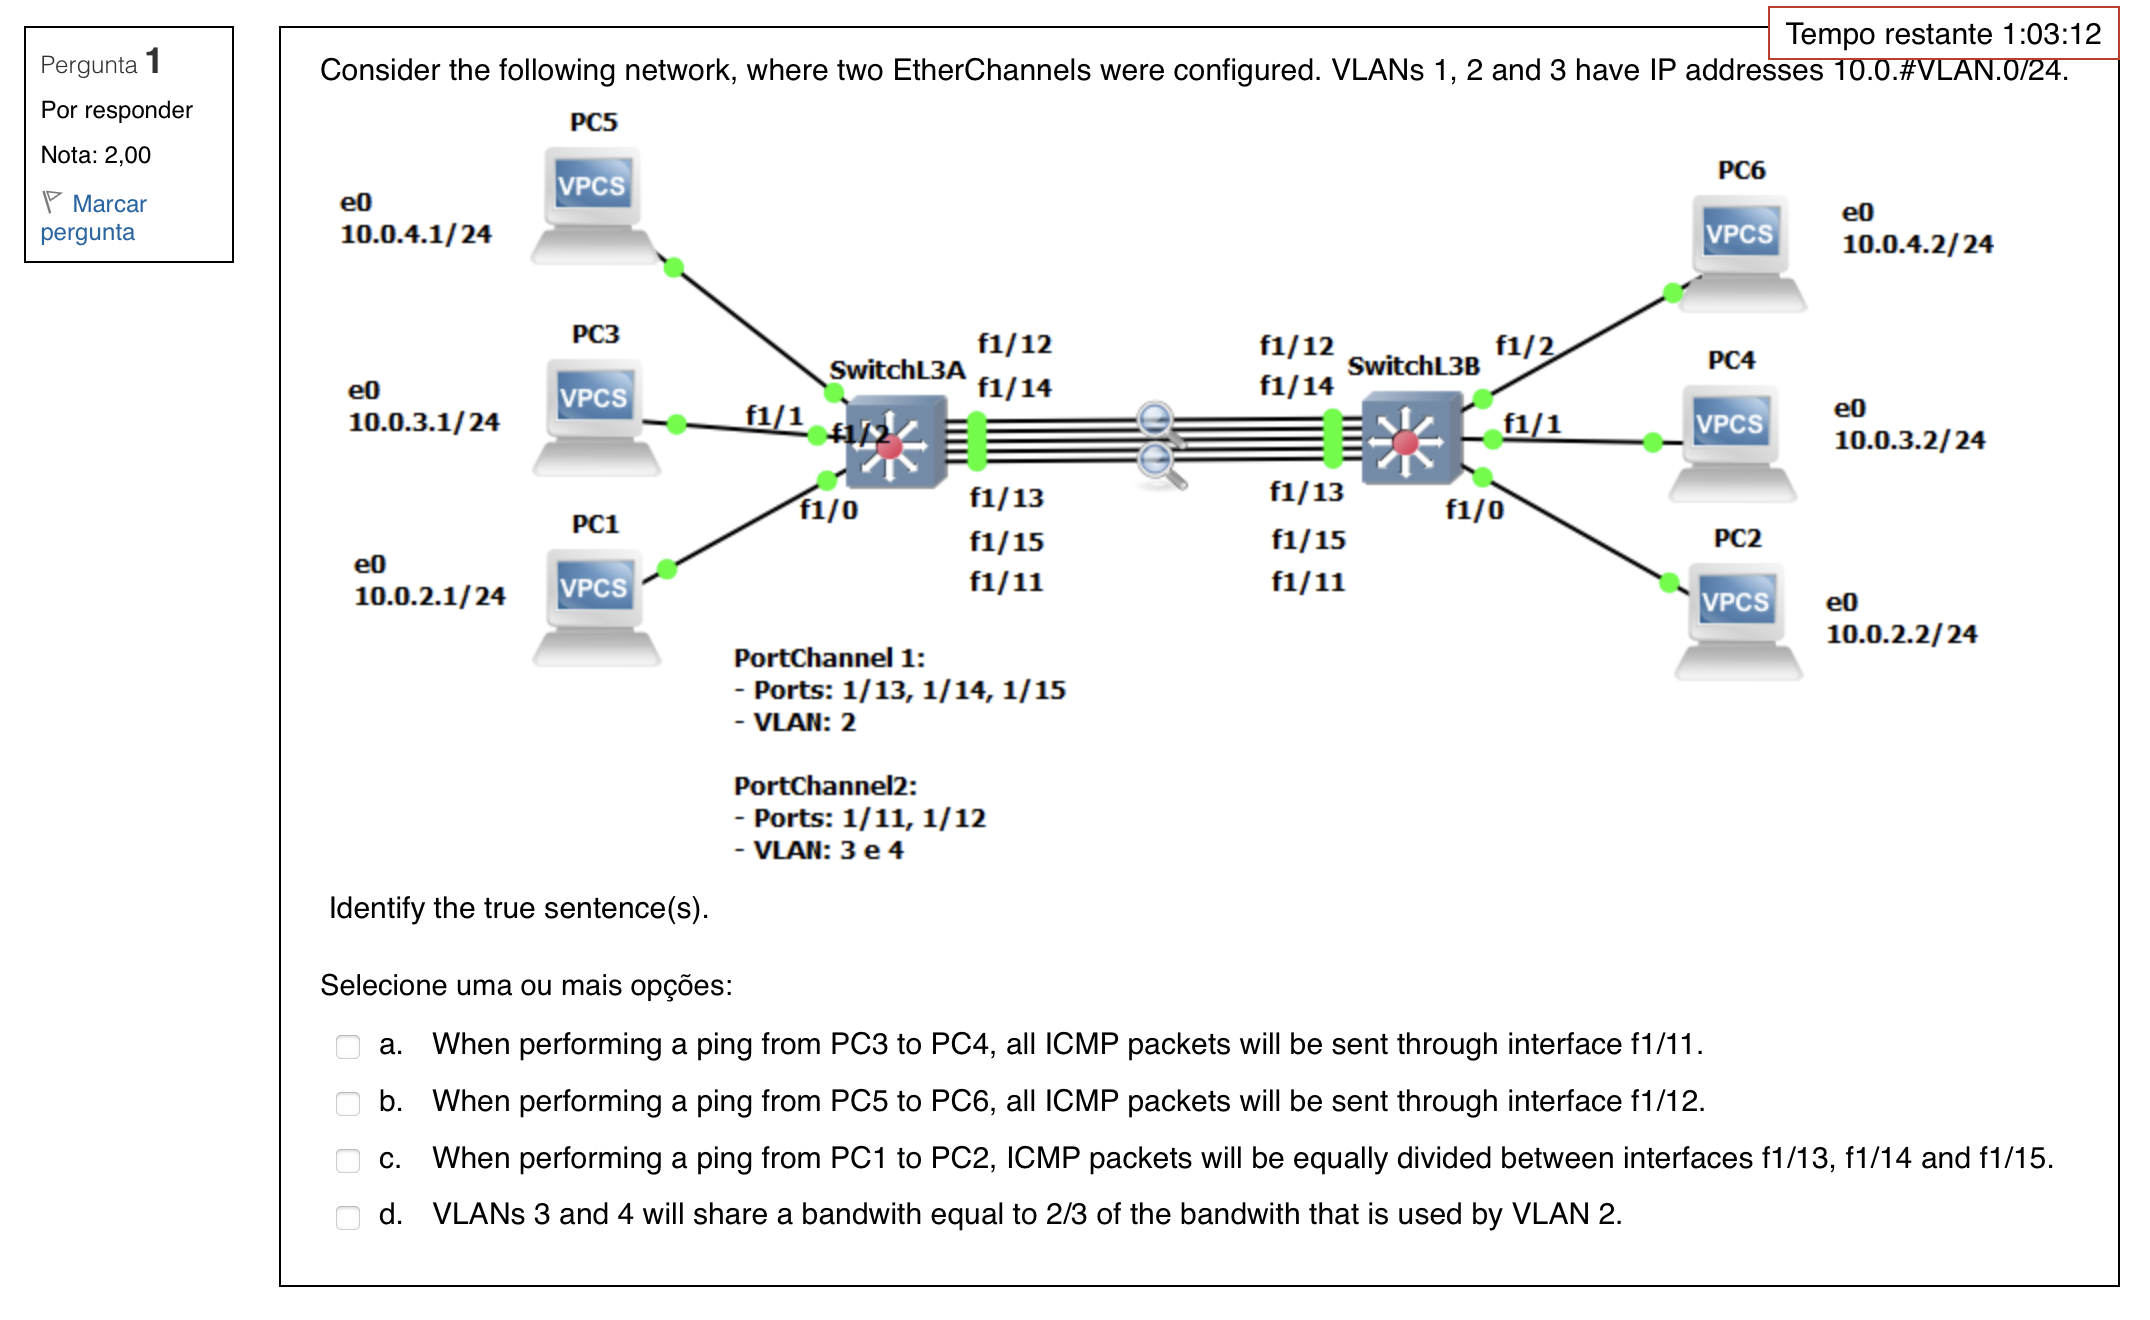 Pergunta 1
Por responder
Nota: 2,00
Marcar
pergunta
Tempo restante 1:03:12
Consider the following network, where two EtherChannels were configured. VLANs 1, 2 and 3 have IP addresses 10.0.#VLAN.0/24.
PC5
VPCS
e0
10.0.4.1/24
PC6
VPCS
e0
10.0.4.2/24
PC3
VPCS
e0
10.0.3.1/24
f1/1
SwitchL3A
f1/2
f1/12
f1/14
f1/12
f1/14
SwitchL3B
f1/2
PC4
VPCS
f1/1
e0
10.0.3.2/24
f1/0
f1/13
f1/15
f1/11
f1/13
f1/15
f1/11
f1/0
PC1
VPCS
e0
10.0.2.1/24
PC2
VPCS
e0
10.0.2.2/24
PortChannel 1:
- Ports: 1/13, 1/14, 1/15
- VLAN: 2
PortChannel2:
- Ports: 1/11, 1/12
- VLAN: 3 e 4
Identify the true sentence(s).
Selecione uma ou mais opções:
a. When performing a ping from PC3 to PC4, all ICMP packets will be sent through interface f1/11.
b. When performing a ping from PC5 to PC6, all ICMP packets will be sent through interface f1/12.
c. When performing a ping from PC1 to PC2, ICMP packets will be equally divided between interfaces f1/13, f1/14 and f1/15.
d. VLANs 3 and 4 will share a bandwith equal to 2/3 of the bandwith that is used by VLAN 2.